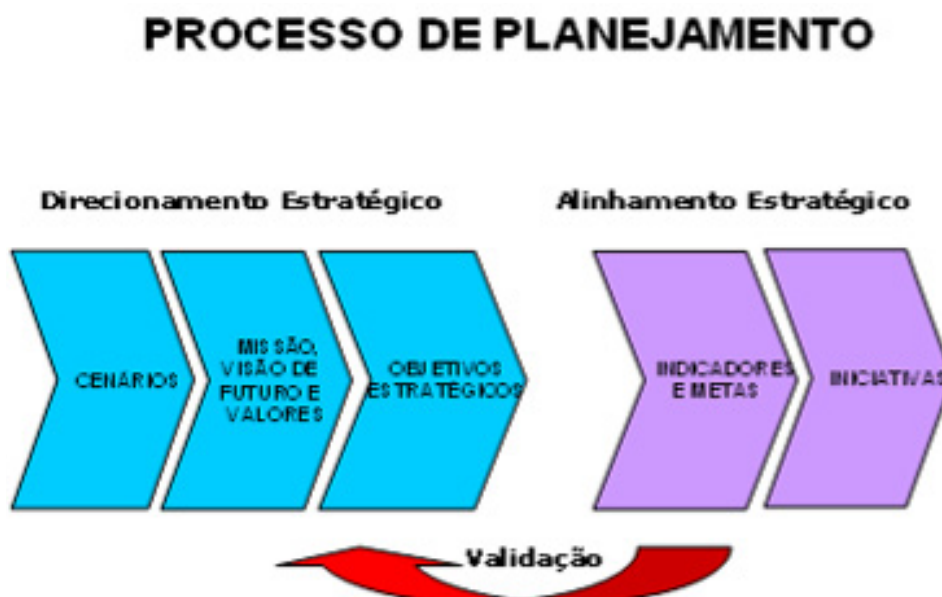 PROCESSO DE PLANEJAMENTO
Direcionamento Estratégico
Alinhamento Estratégico
CENÁRIOS
MISSÃO,
VISÃO DE
FUTURO E
VALORES
OBJETIVOS
ESTRATÉGICOS
INDICADORES
E METAS
INICIATIVAS
Validação